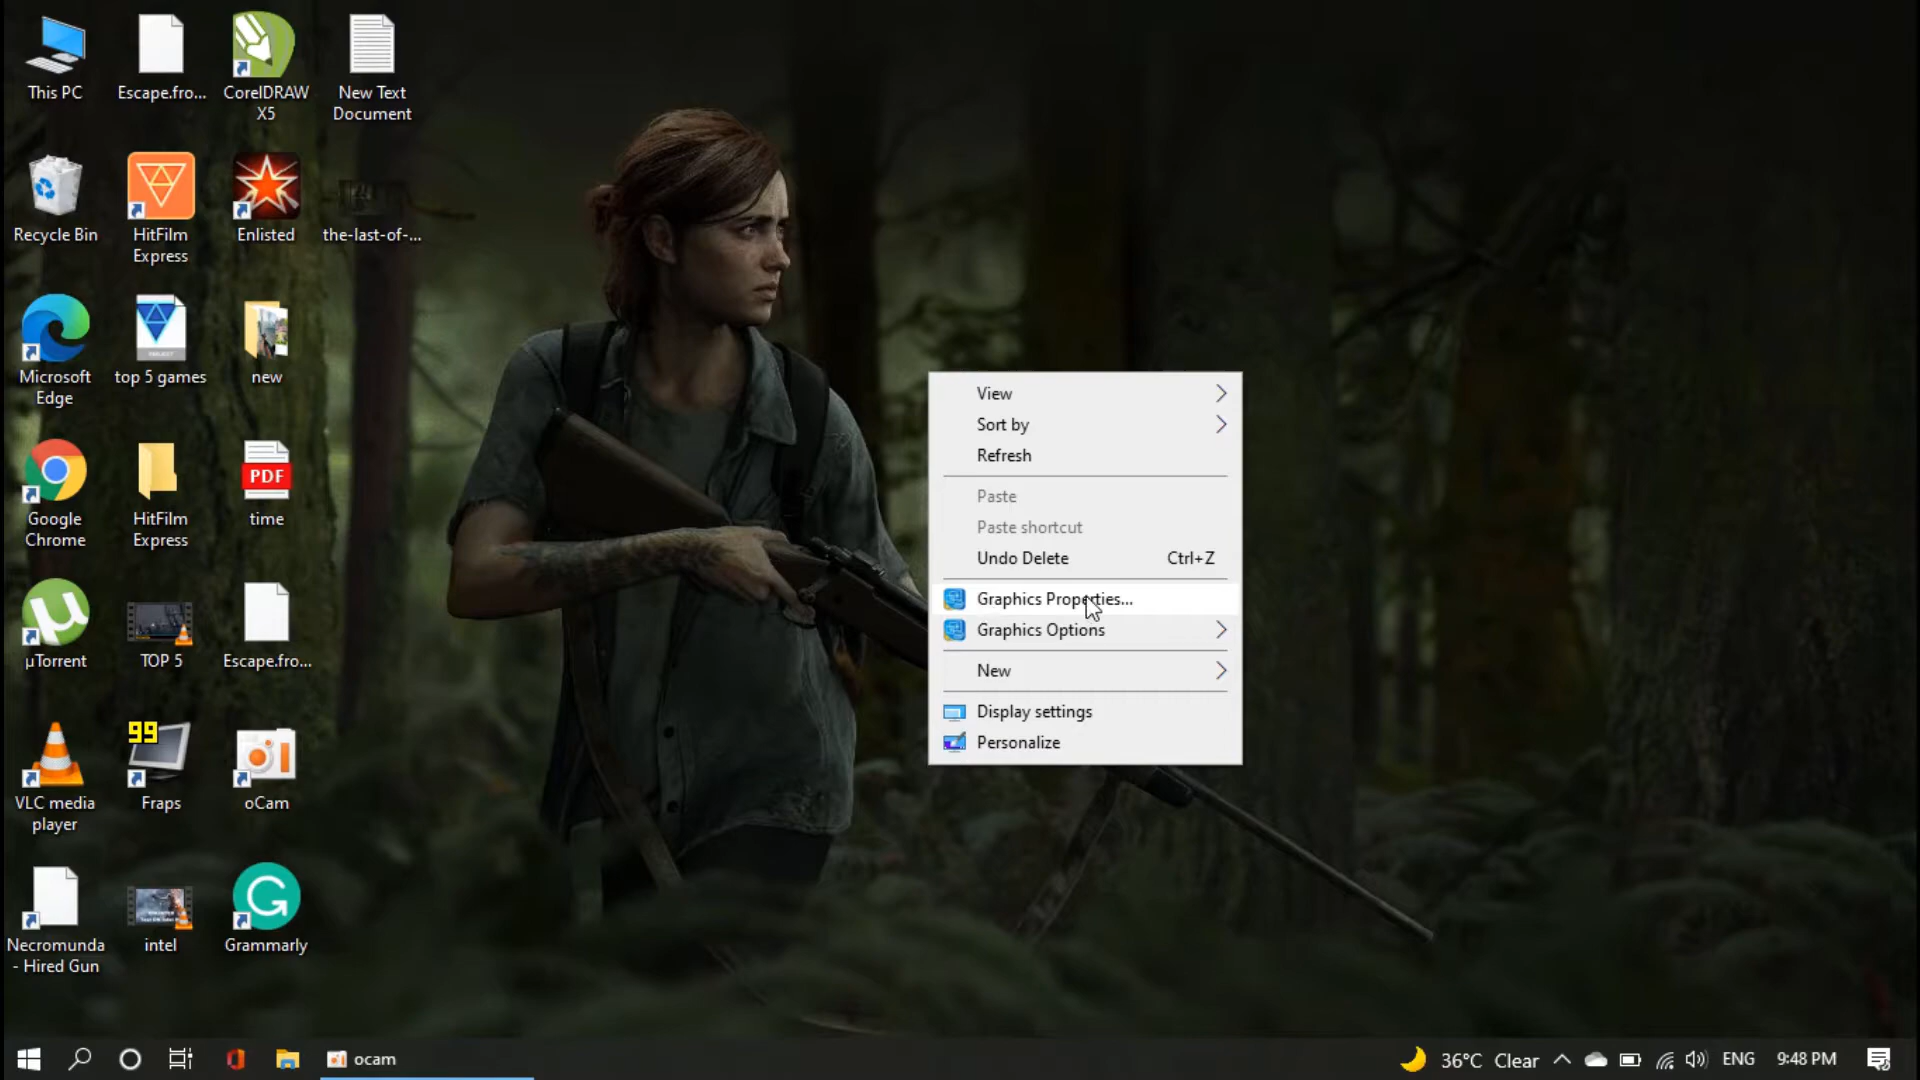 This PC
Escape.fro...
CorelDRAW
X5
New Text
Document
Recycle Bin
HitFilm
Express
Enlisted
the-last-of-...
Microsoft
Edge
top 5 games
new
PROJECT
Google
Chrome
HitFilm
Express
PDF
time
µTorrent
TOP 5
Escape.fro...
99
VLC media
player
Fraps
oCam
Necromunda
- Hired Gun
intel
Grammarly
View
Sort by
Refresh
Paste
Paste shortcut
Undo Delete Ctrl+Z
Graphics Properties...
Graphics Options
New
Display settings
Personalize
ocam
36°C Clear
ENG
9:48 PM